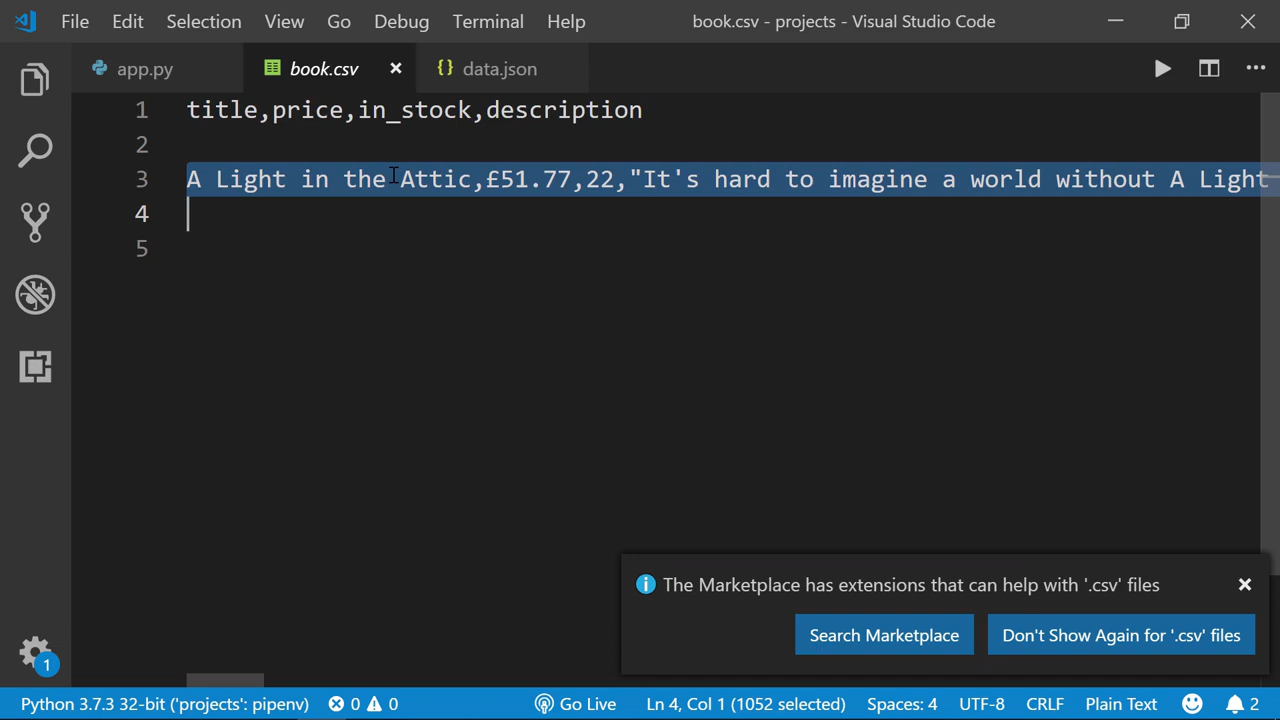 File Edit Selection View Go Debug Terminal Help book.csv - projects - Visual Studio Code
app.py book.csv {} data.json
1 title,price,in_stock,description
2
3 A Light in the Attic,£51.77,22,"It's hard to imagine a world without A Light
4
5
The Marketplace has extensions that can help with '.csv' files
Search Marketplace Don't Show Again for '.csv' files
1
Python 3.7.3 32-bit ('projects': pipenv) 0 0 Go Live Ln 4, Col 1 (1052 selected) Spaces: 4 UTF-8 CRLF Plain Text 2